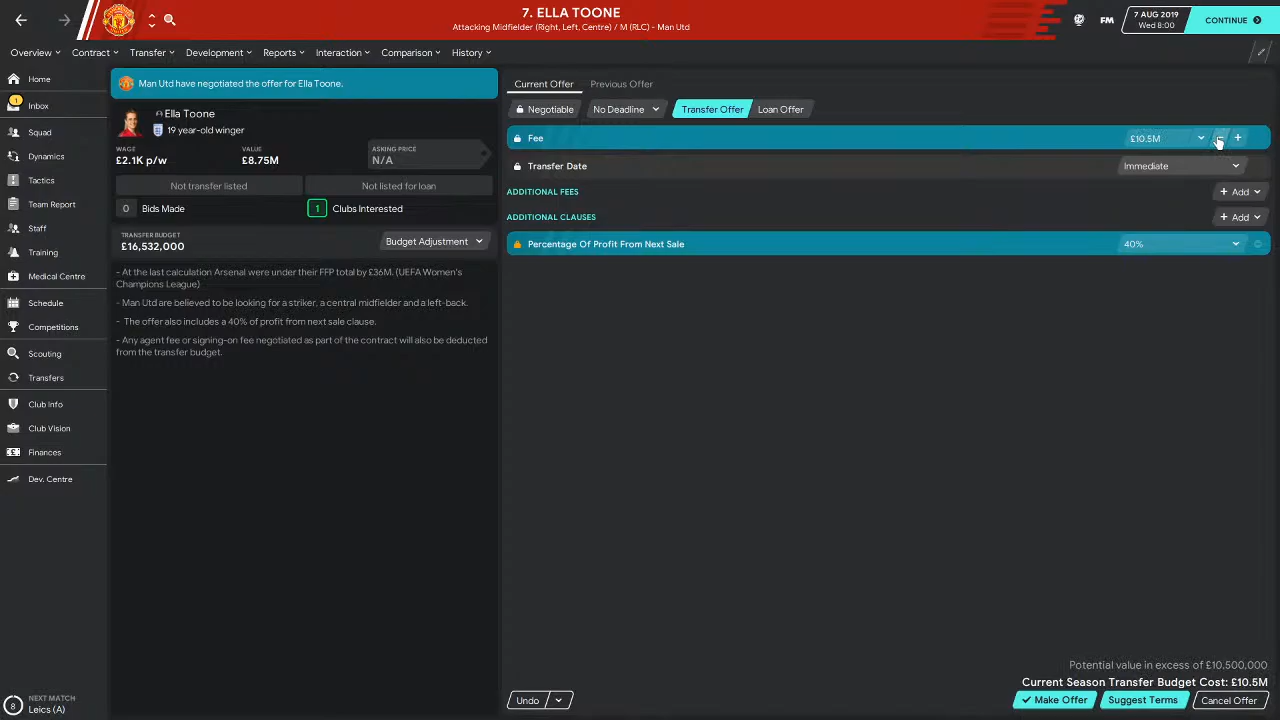 7. ELLA TOONE
Attacking Midfielder (Right, Left, Centre) / M (RLC) - Man Utd
FM
7 AUG 2019
Wed 8:00
CONTINUE
Overview
Contract
Transfer
Development
Reports
Interaction
Comparison
History
Home
1
Inbox
Squad
Dynamics
Tactics
Team Report
Staff
Training
Medical Centre
Schedule
Competitions
Scouting
Transfers
Club Info
Club Vision
Finances
Dev. Centre
8
NEXT MATCH
Leics (A)
Man Utd have negotiated the offer for Ella Toone.
Ella Toone
19 year-old winger
WAGE
£2.1K p/w
VALUE
£8.75M
ASKING PRICE
N/A
Not transfer listed
Not listed for loan
0 Bids Made
1 Clubs Interested
TRANSFER BUDGET
£16,532,000
Budget Adjustment
- At the last calculation Arsenal were under their FFP total by £36M. (UEFA Women's
Champions League)
- Man Utd are believed to be looking for a striker, a central midfielder and a left-back.
- The offer also includes a 40% of profit from next sale clause.
- Any agent fee or signing-on fee negotiated as part of the contract will also be deducted
from the transfer budget.
Current Offer
Previous Offer
Negotiable
No Deadline
Transfer Offer
Loan Offer
Fee
£10.5M
- +
Transfer Date
Immediate
ADDITIONAL FEES
+ Add
ADDITIONAL CLAUSES
+ Add
Percentage Of Profit From Next Sale
40%
Potential value in excess of £10,500,000
Current Season Transfer Budget Cost: £10.5M
Undo
Make Offer
Suggest Terms
Cancel Offer